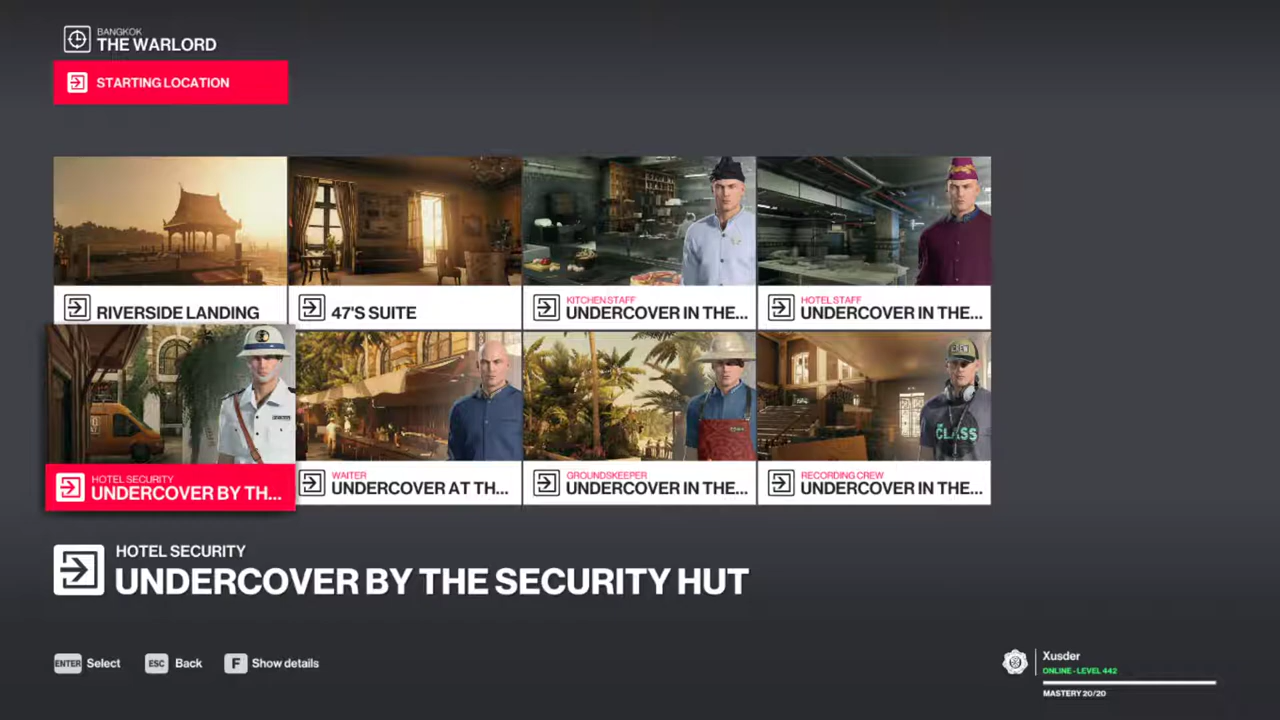 BANGKOK
THE WARLORD
STARTING LOCATION
RIVERSIDE LANDING
47'S SUITE
KITCHEN STAFF
UNDERCOVER IN THE...
HOTEL STAFF
UNDERCOVER IN THE...
HOTEL SECURITY
UNDERCOVER BY TH...
WAITER
UNDERCOVER AT TH...
GROUNDSKEEPER
UNDERCOVER IN THE...
CLASS
RECORDING CREW
UNDERCOVER IN THE...
HOTEL SECURITY
UNDERCOVER BY THE SECURITY HUT
ENTER Select
ESC Back
F Show details
Xusder
ONLINE - LEVEL 442
MASTERY 20/20